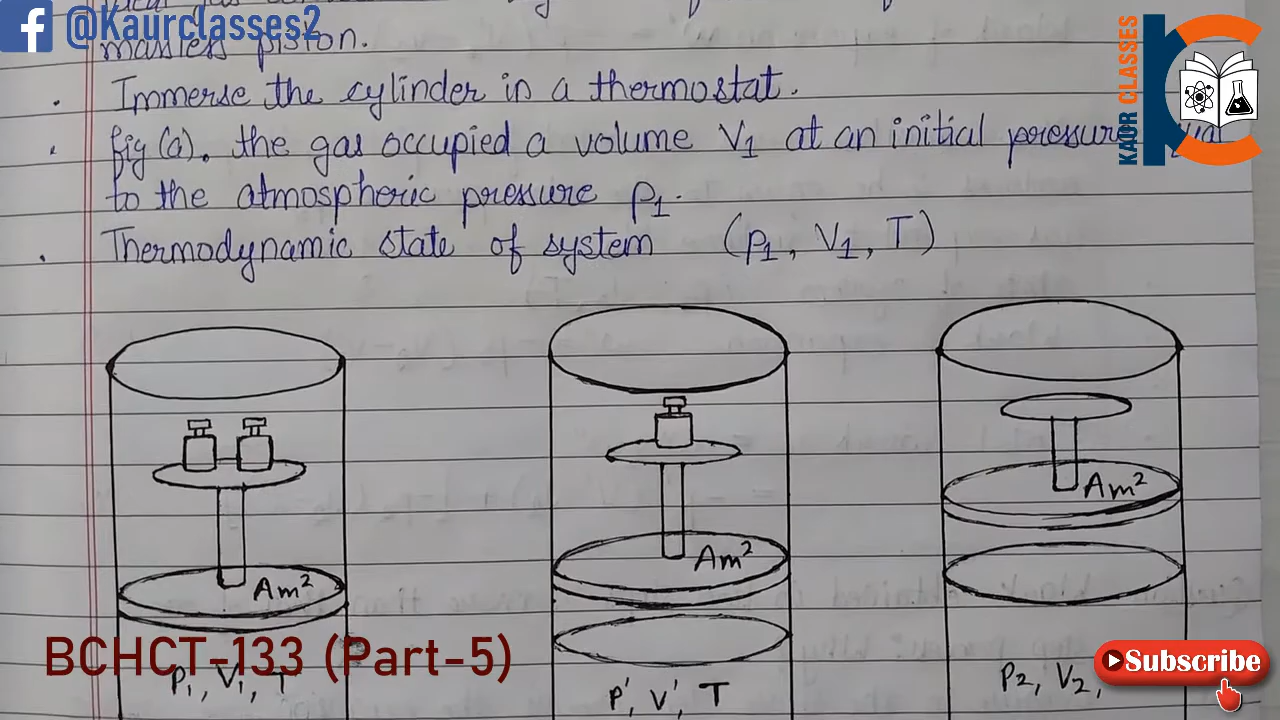 @Kaurclasses2
massless piston.
KAUR CLASSES
. Immerse the cylinder in a thermostat.
. fig (a). the gas occupied a volume V1 at an initial pressure
to the atmospheric pressure P1.
. Thermodynamic state of system (P1, V1, T)
Am²
Am²
Am²
BCHCT-133 (Part-5)
P1, V1, T
P', V', T
P2, V2,
Subscribe